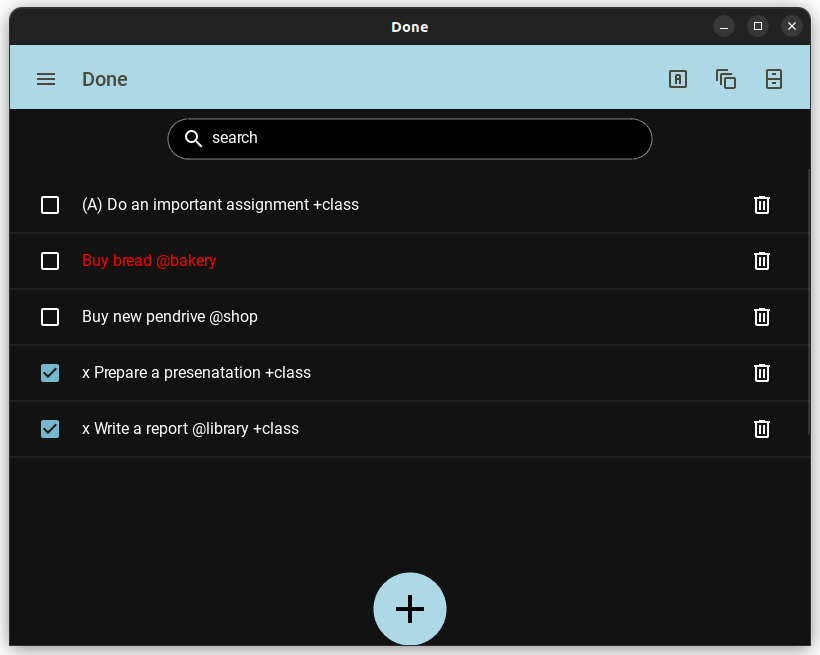 Done
Done
search
(A) Do an important assignment +class
Buy bread @bakery
Buy new pendrive @shop
x Prepare a presenatation +class
x Write a report @library +class